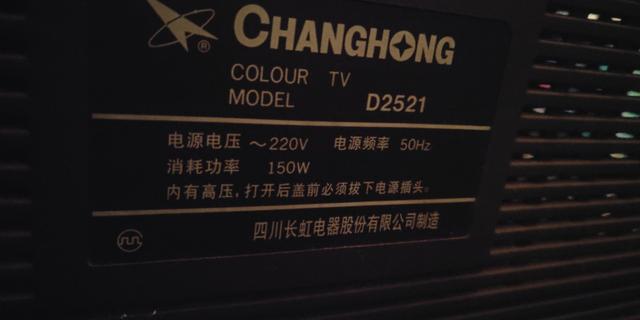 ® CHANGHONG
COLOUR TV
MODEL D2521
电源电压 ～220V 电源频率 50Hz
消耗功率 150W
内有高压，打开后盖前必须拔下电源插头。
四川长虹电器股份有限公司制造